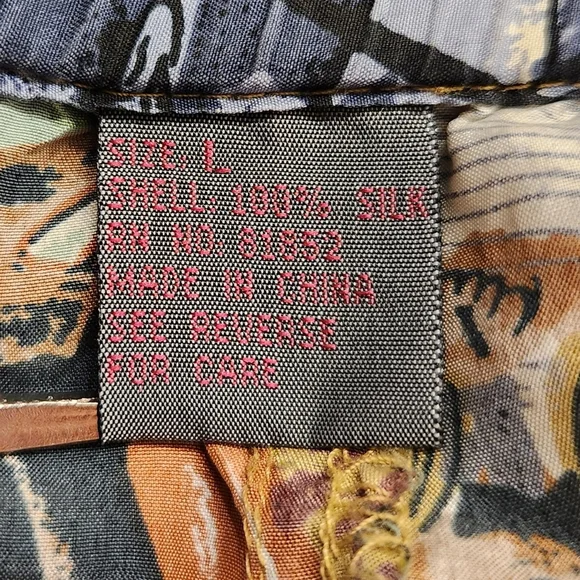 SIZE: L
SHELL: 100% SILK
RN NO. 81852
MADE IN CHINA
SEE REVERSE
FOR CARE